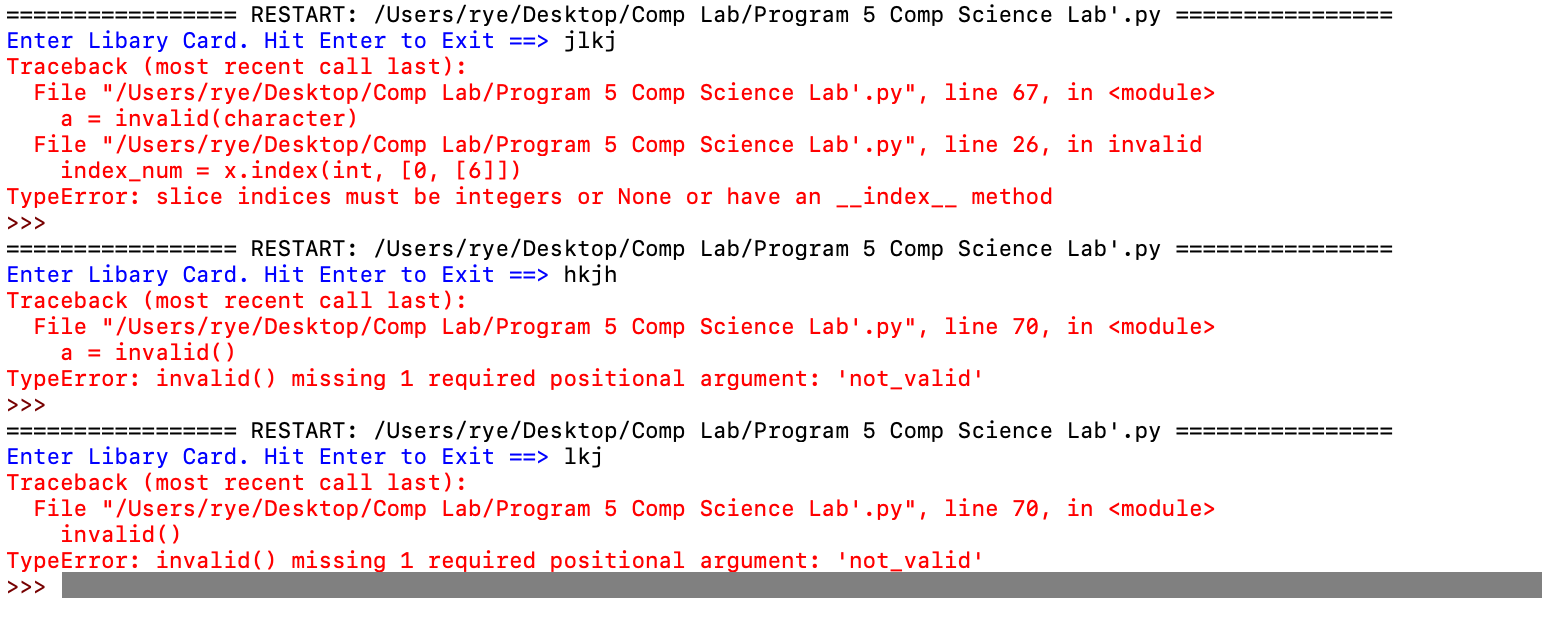 ================= RESTART: /Users/rye/Desktop/Comp Lab/Program 5 Comp Science Lab'.py ================
Enter Libary Card. Hit Enter to Exit ==> jlkj
Traceback (most recent call last):
  File "/Users/rye/Desktop/Comp Lab/Program 5 Comp Science Lab'.py", line 67, in <module>
    a = invalid(character)
  File "/Users/rye/Desktop/Comp Lab/Program 5 Comp Science Lab'.py", line 26, in invalid
    index_num = x.index(int, [0, [6]])
TypeError: slice indices must be integers or None or have an __index__ method
>>>
================= RESTART: /Users/rye/Desktop/Comp Lab/Program 5 Comp Science Lab'.py ================
Enter Libary Card. Hit Enter to Exit ==> hkjh
Traceback (most recent call last):
  File "/Users/rye/Desktop/Comp Lab/Program 5 Comp Science Lab'.py", line 70, in <module>
    a = invalid()
TypeError: invalid() missing 1 required positional argument: 'not_valid'
>>>
================= RESTART: /Users/rye/Desktop/Comp Lab/Program 5 Comp Science Lab'.py ================
Enter Libary Card. Hit Enter to Exit ==> lkj
Traceback (most recent call last):
  File "/Users/rye/Desktop/Comp Lab/Program 5 Comp Science Lab'.py", line 70, in <module>
    invalid()
TypeError: invalid() missing 1 required positional argument: 'not_valid'
>>>